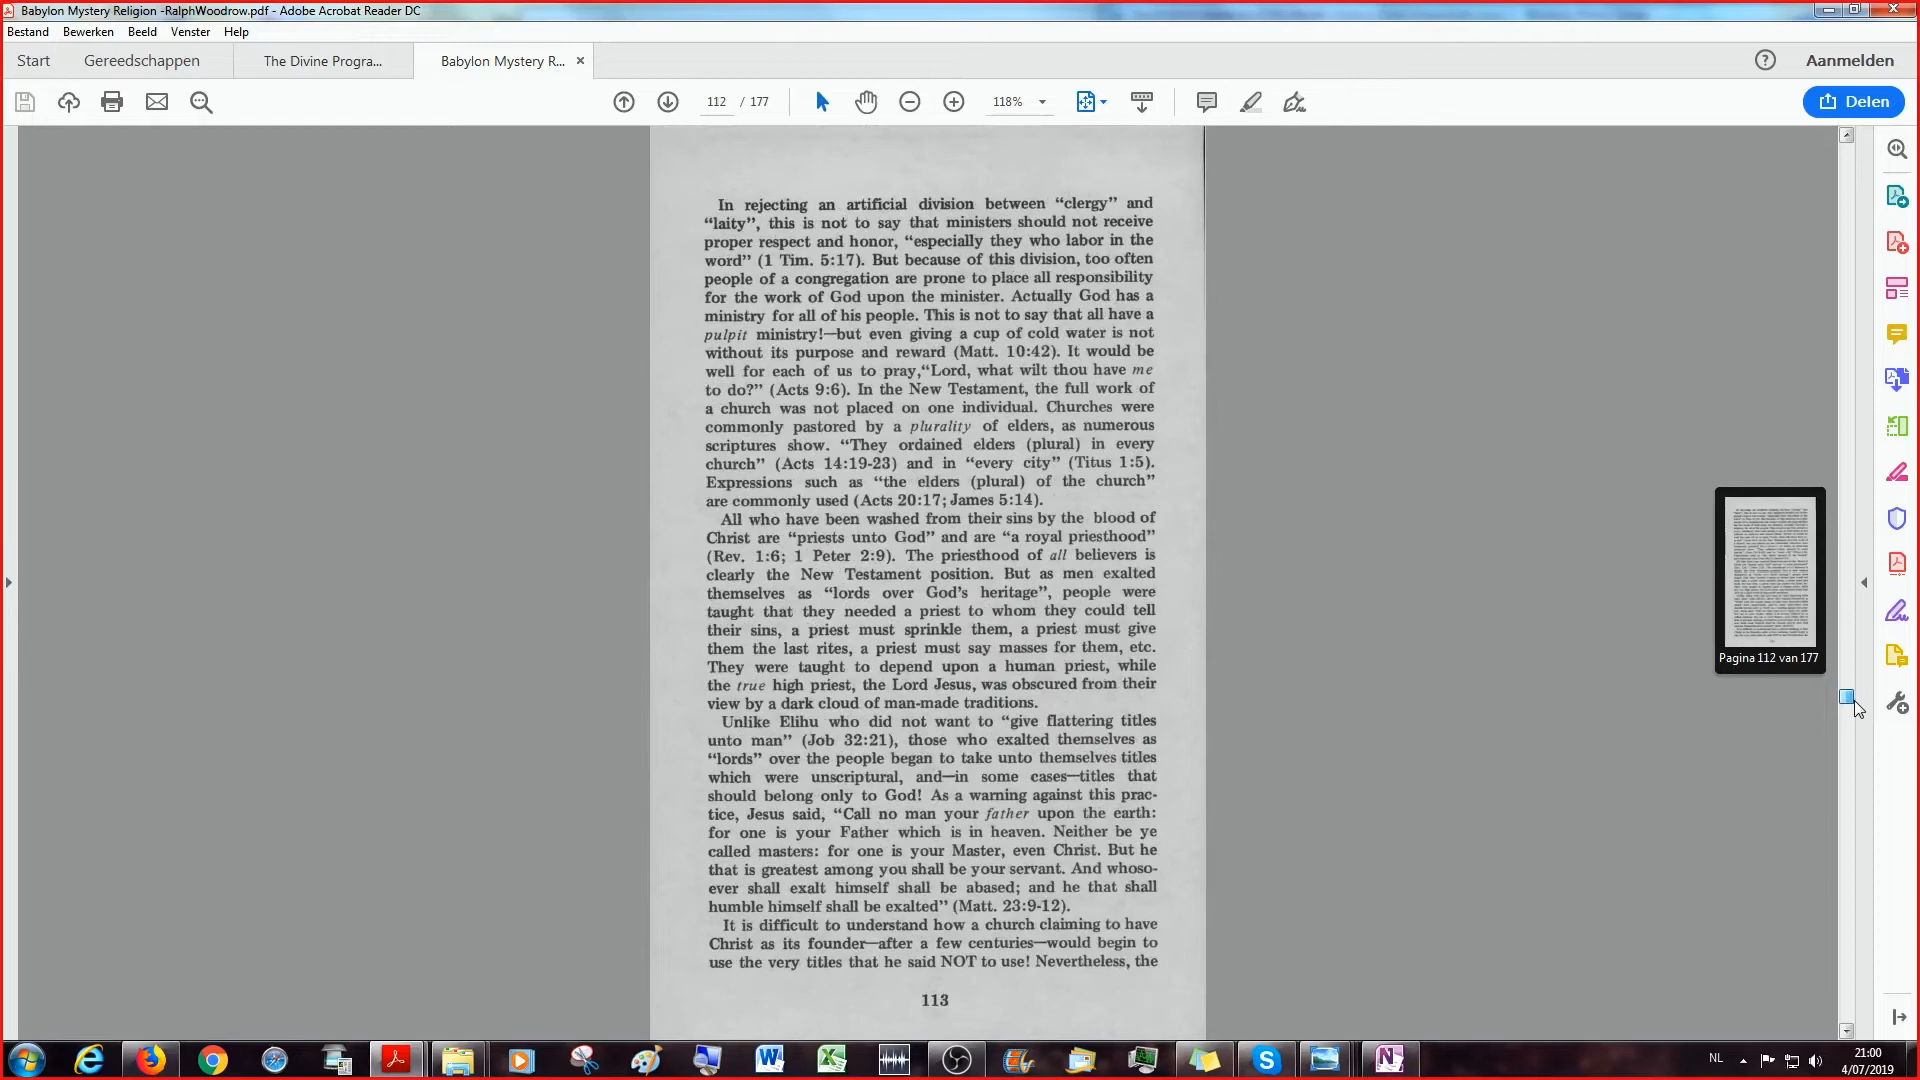 Babylon Mystery Religion -RalphWoodrow.pdf - Adobe Acrobat Reader DC
Bestand Bewerken Beeld Venster Help
Start Gereedschappen The Divine Progra... Babylon Mystery R... Aanmelden
112 / 177 118% Delen
In rejecting an artificial division between “clergy” and
“laity”, this is not to say that ministers should not receive
proper respect and honor, “especially they who labor in the
word” (1 Tim. 5:17). But because of this division, too often
people of a congregation are prone to place all responsibility
for the work of God upon the minister. Actually God has a
ministry for all of his people. This is not to say that all have a
pulpit ministry!—but even giving a cup of cold water is not
without its purpose and reward (Matt. 10:42). It would be
well for each of us to pray,“Lord, what wilt thou have me
to do?” (Acts 9:6). In the New Testament, the full work of
a church was not placed on one individual. Churches were
commonly pastored by a plurality of elders, as numerous
scriptures show. “They ordained elders (plural) in every
church” (Acts 14:19-23) and in “every city” (Titus 1:5).
Expressions such as “the elders (plural) of the church”
are commonly used (Acts 20:17; James 5:14).
All who have been washed from their sins by the blood of
Christ are “priests unto God” and are “a royal priesthood”
(Rev. 1:6; 1 Peter 2:9). The priesthood of all believers is
clearly the New Testament position. But as men exalted
themselves as “lords over God’s heritage”, people were
taught that they needed a priest to whom they could tell
their sins, a priest must sprinkle them, a priest must give
them the last rites, a priest must say masses for them, etc.
They were taught to depend upon a human priest, while
the true high priest, the Lord Jesus, was obscured from their
view by a dark cloud of man-made traditions.
Unlike Elihu who did not want to “give flattering titles
unto man” (Job 32:21), those who exalted themselves as
“lords” over the people began to take unto themselves titles
which were unscriptural, and—in some cases—titles that
should belong only to God! As a warning against this prac-
tice, Jesus said, “Call no man your father upon the earth:
for one is your Father which is in heaven. Neither be ye
called masters: for one is your Master, even Christ. But he
that is greatest among you shall be your servant. And whoso-
ever shall exalt himself shall be abased; and he that shall
humble himself shall be exalted” (Matt. 23:9-12).
It is difficult to understand how a church claiming to have
Christ as its founder—after a few centuries—would begin to
use the very titles that he said NOT to use! Nevertheless, the
113
Pagina 112 van 177
NL
21:00
4/07/2019